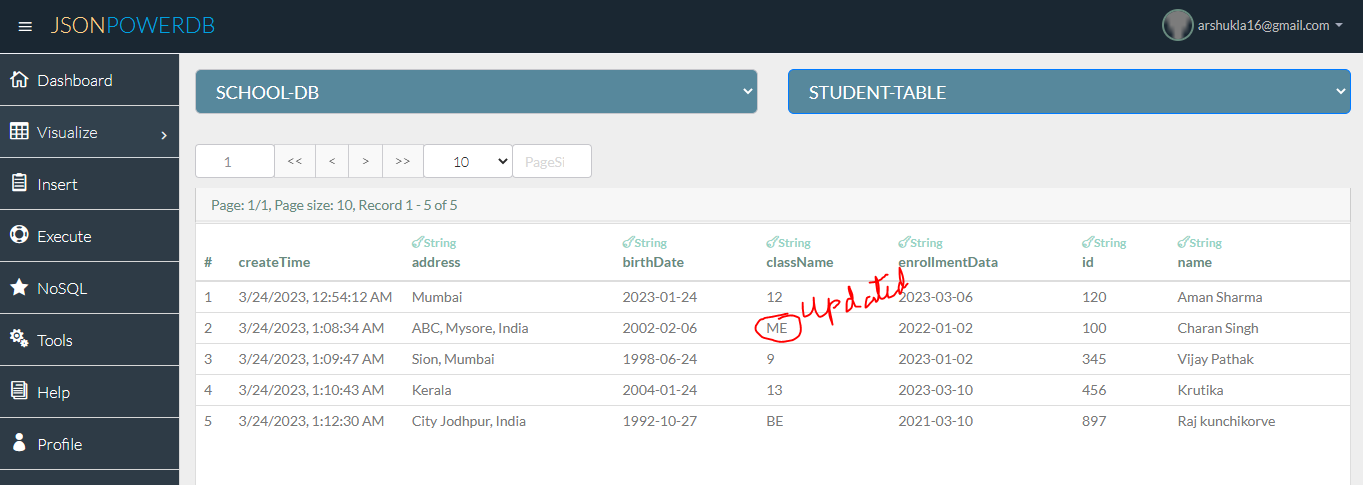 JSONPOWERDB
arshukla16@gmail.com
Dashboard
Visualize
Insert
Execute
NoSQL
Tools
Help
Profile
SCHOOL-DB
STUDENT-TABLE
1 << < > >> 10 PageSi
Page: 1/1, Page size: 10, Record 1 - 5 of 5
String String String String String String
# createTime address birthDate className enrollmentData id name
1 3/24/2023, 12:54:12 AM Mumbai 2023-01-24 12 2023-03-06 120 Aman Sharma
updated
2 3/24/2023, 1:08:34 AM ABC, Mysore, India 2002-02-06 ME 2022-01-02 100 Charan Singh
3 3/24/2023, 1:09:47 AM Sion, Mumbai 1998-06-24 9 2023-01-02 345 Vijay Pathak
4 3/24/2023, 1:10:43 AM Kerala 2004-01-24 13 2023-03-10 456 Krutika
5 3/24/2023, 1:12:30 AM City Jodhpur, India 1992-10-27 BE 2021-03-10 897 Raj kunchikorve